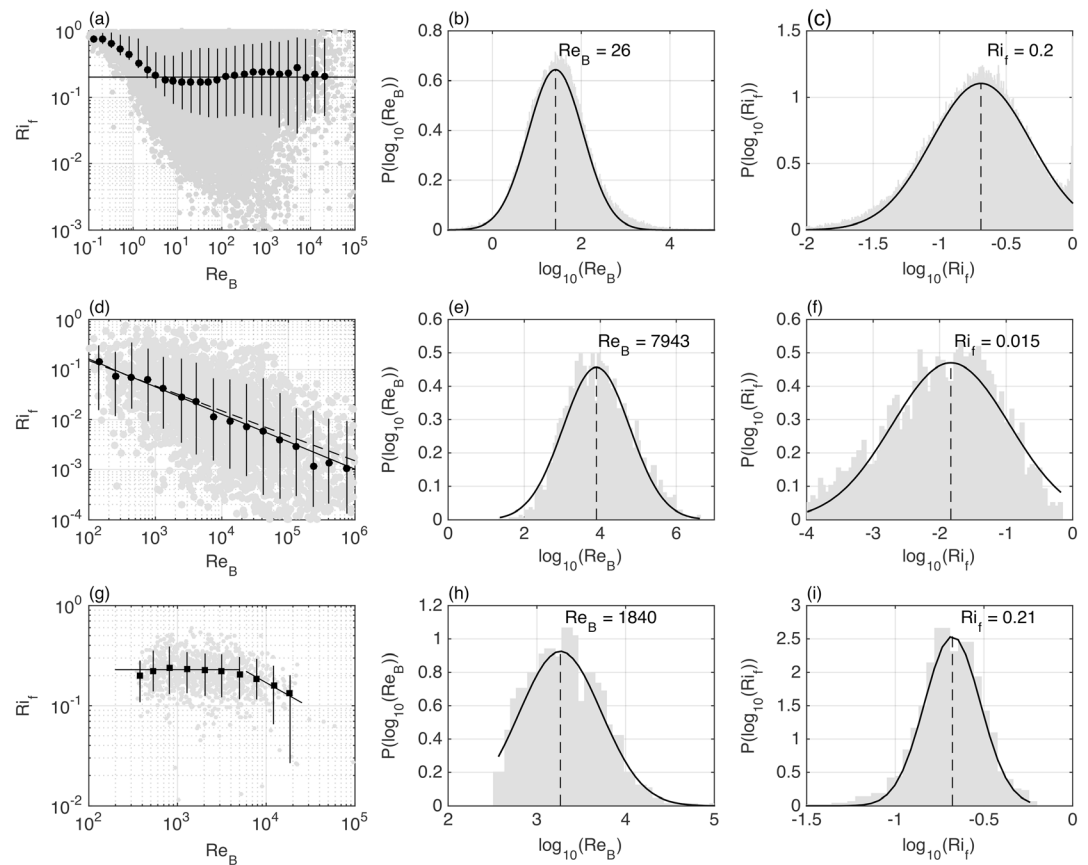 (a)
10^0
10^-1
10^-2
10^-3
Ri_f
10^-1 10^0 10^1 10^2 10^3 10^4 10^5
Re_B
(b)
Re_B = 26
0.8
0.6
0.4
0.2
0
P(log_10(Re_B))
0 2 4
log_10(Re_B)
(c)
Ri_f = 0.2
1.5
1
0.5
0
P(log_10(Ri_f))
-2 -1.5 -1 -0.5 0
log_10(Ri_f)
(d)
10^0
10^-1
10^-2
10^-3
10^-4
Ri_f
10^2 10^3 10^4 10^5 10^6
Re_B
(e)
Re_B = 7943
0.6
0.5
0.4
0.3
0.2
0.1
0
P(log_10(Re_B))
0 2 4 6
log_10(Re_B)
(f)
Ri_f = 0.015
0.6
0.5
0.4
0.3
0.2
0.1
0
P(log_10(Ri_f))
-4 -3 -2 -1 0
log_10(Ri_f)
(g)
10^0
10^-1
10^-2
Ri_f
10^2 10^3 10^4 10^5
Re_B
(h)
Re_B = 1840
1.2
1
0.8
0.6
0.4
0.2
0
P(log_10(Re_B))
2 3 4 5
log_10(Re_B)
(i)
Ri_f = 0.21
3
2.5
2
1.5
1
0.5
0
P(log_10(Ri_f))
-1.5 -1 -0.5 0
log_10(Ri_f)